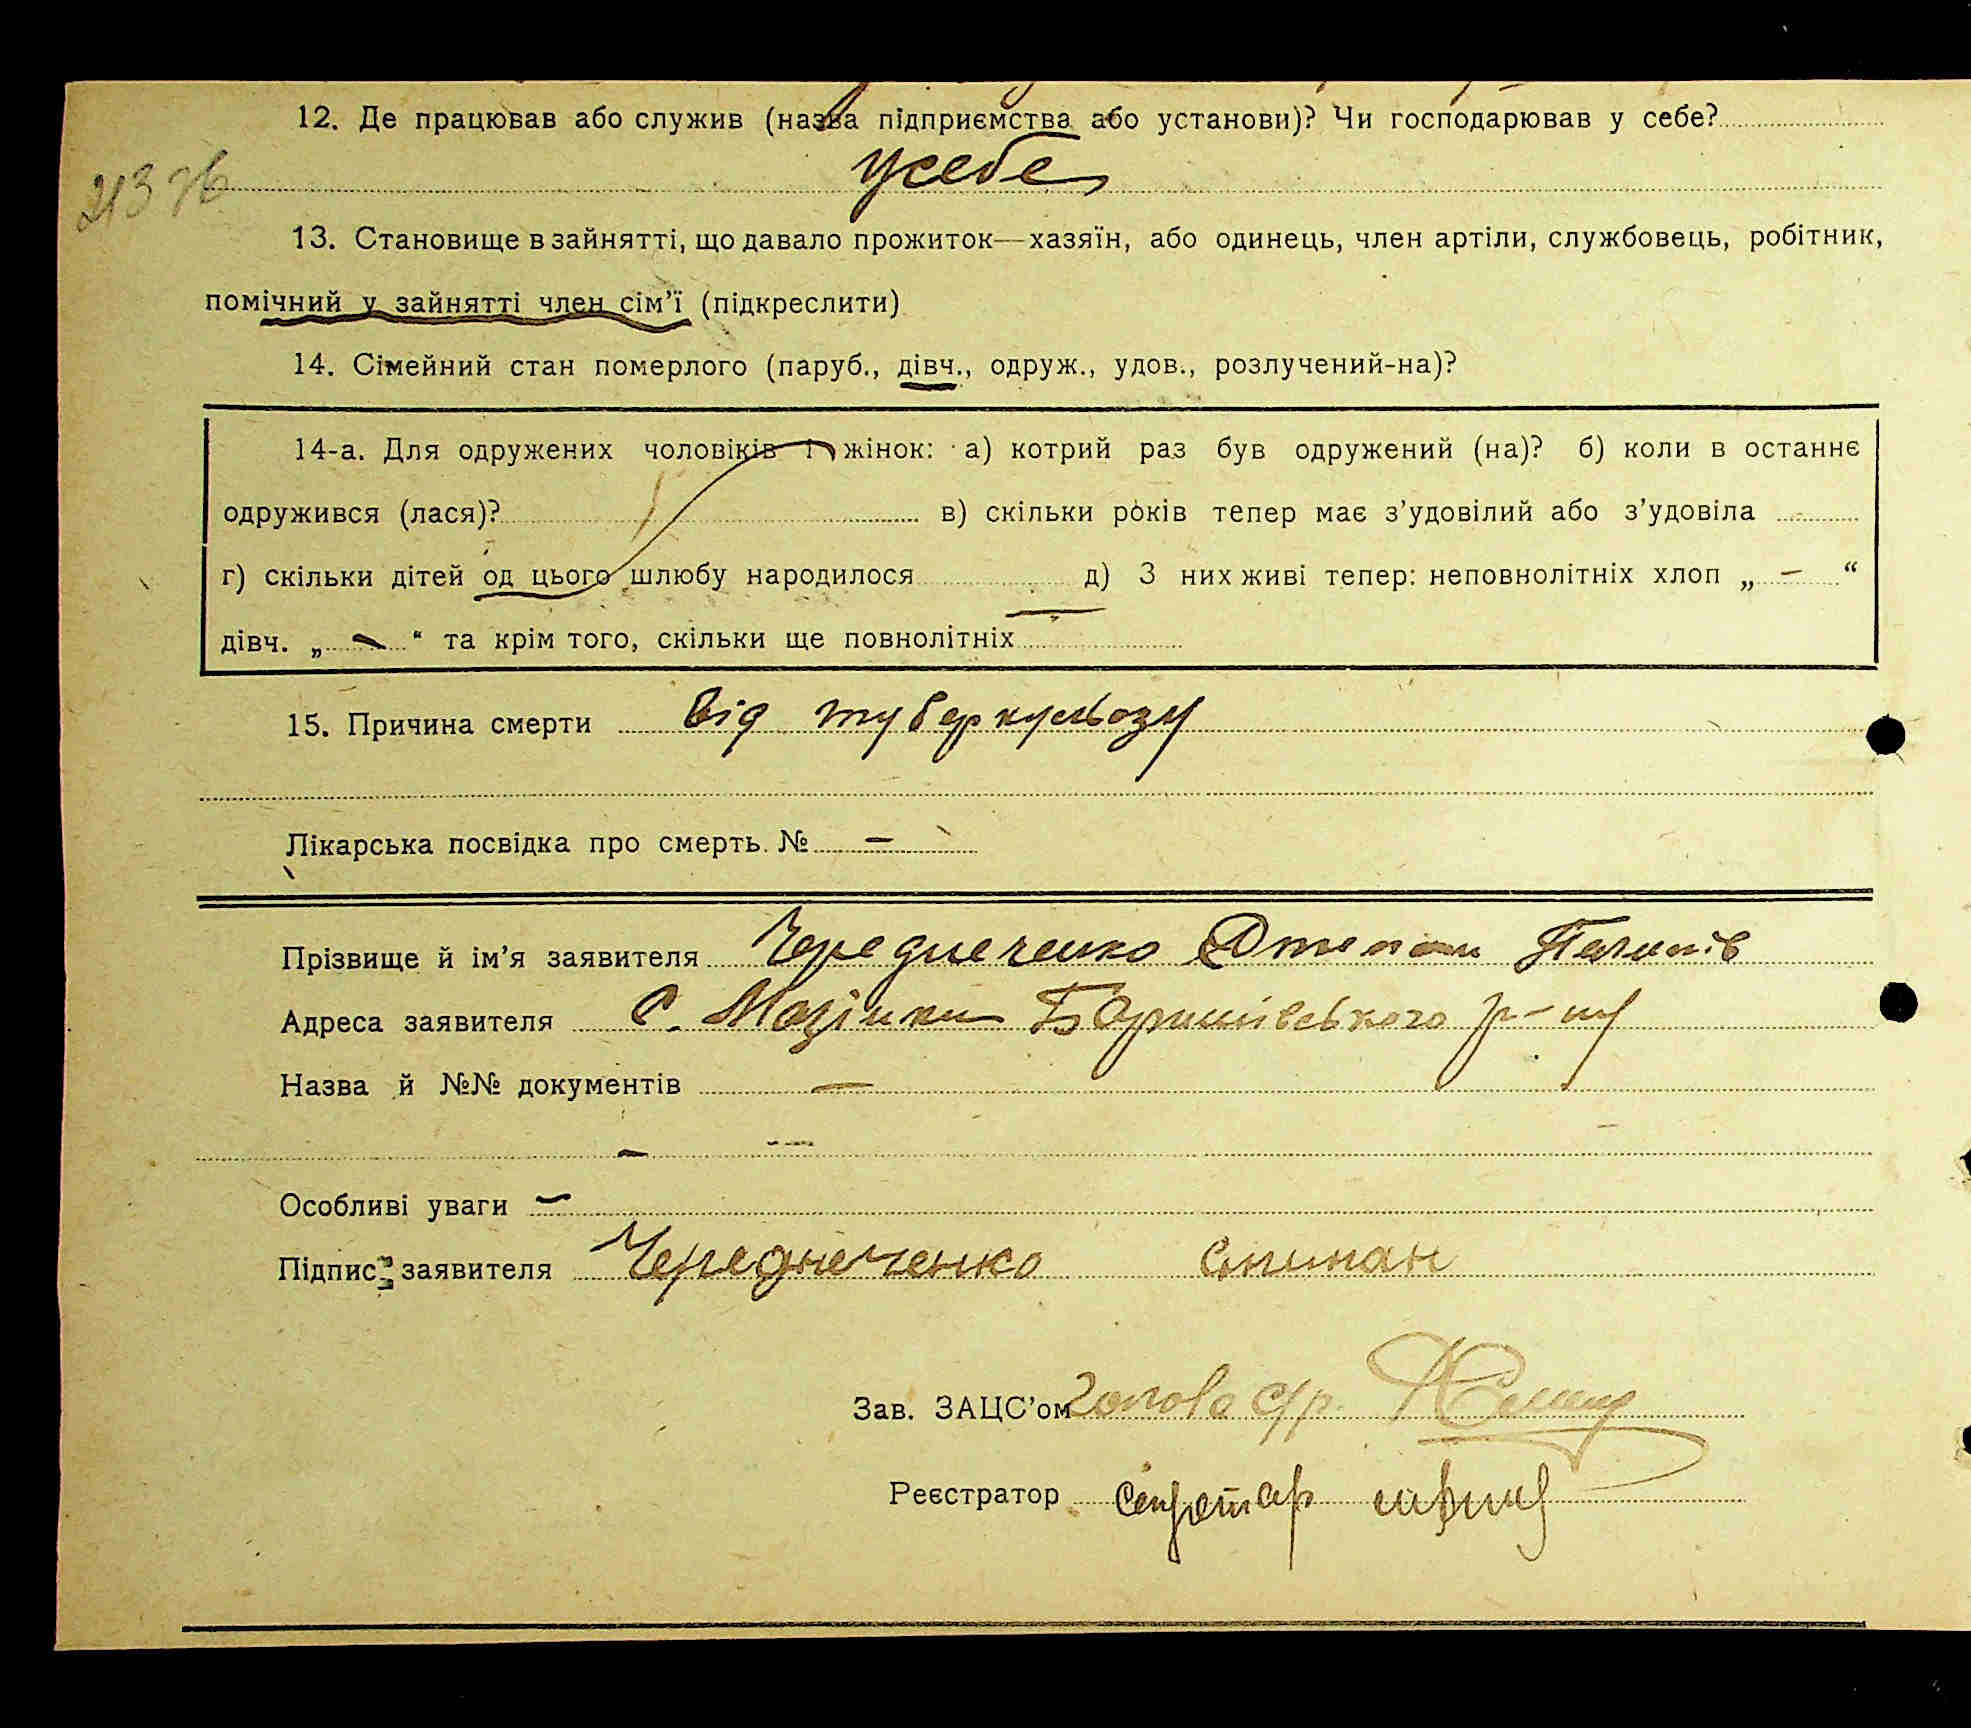 12. Де працював або служив (назва підприємства або установи)? Чи господарював у себе?
усебе
13. Становище в зайнятті, що давало прожиток—хазяїн, або одинець, член артіли, службовець, робітник,
помічний у зайнятті член сім’ї (підкреслити)
14. Сімейний стан померлого (паруб., дівч., одруж., удов., розлучений-на)?
14-а. Для одружених чоловіків і жінок: а) котрий раз був одружений (на)? б) коли в останнє
одружився (лася)? в) скільки років тепер має з’удовілий або з’удовіла
г) скільки дітей од цього шлюбу народилося д) З них живі тепер: неповнолітніх хлоп „ — “
дівч. „ — “ та крім того, скільки ще повнолітніх
15. Причина смерти від туберкульозу
Лікарська посвідка про смерть № —
Прізвище й ім’я заявителя Чередниченко
Адреса заявителя с. Мазінки Баришівського р-ну
Назва й №№ документів —
—
Особливі уваги —
Підпис заявителя Чередниченко
Зав. ЗАЦС’ом Голова с/р.
Реєстратор секретар